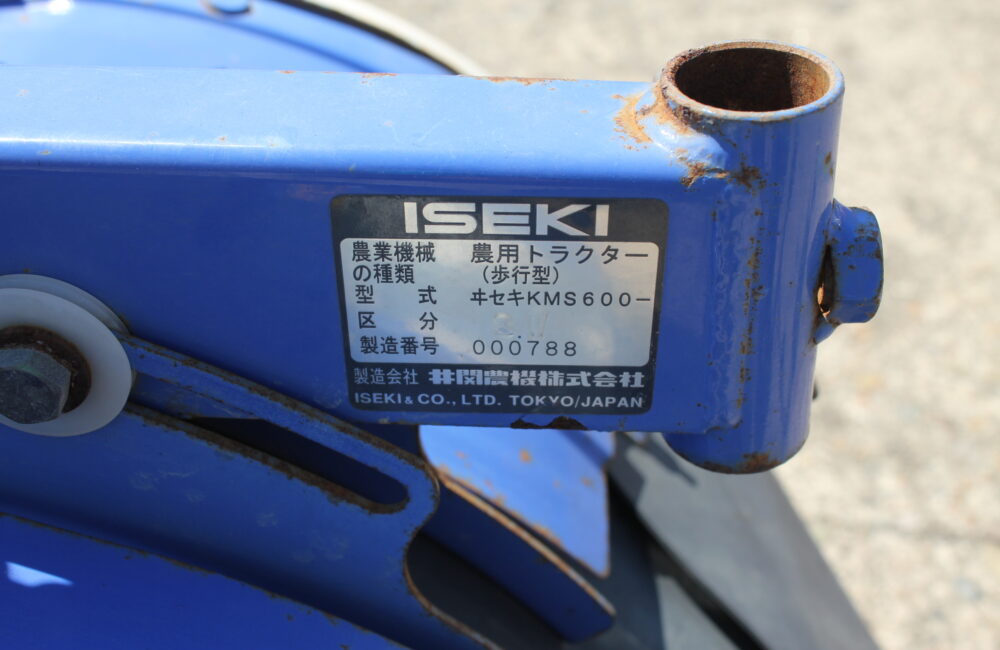 ISEKI
農業機械の種類 農用トラクター(歩行型)
型式 ヰセキKMS600-
区分
製造番号 000788
製造会社 井関農機株式会社
ISEKI & CO., LTD. TOKYO/JAPAN